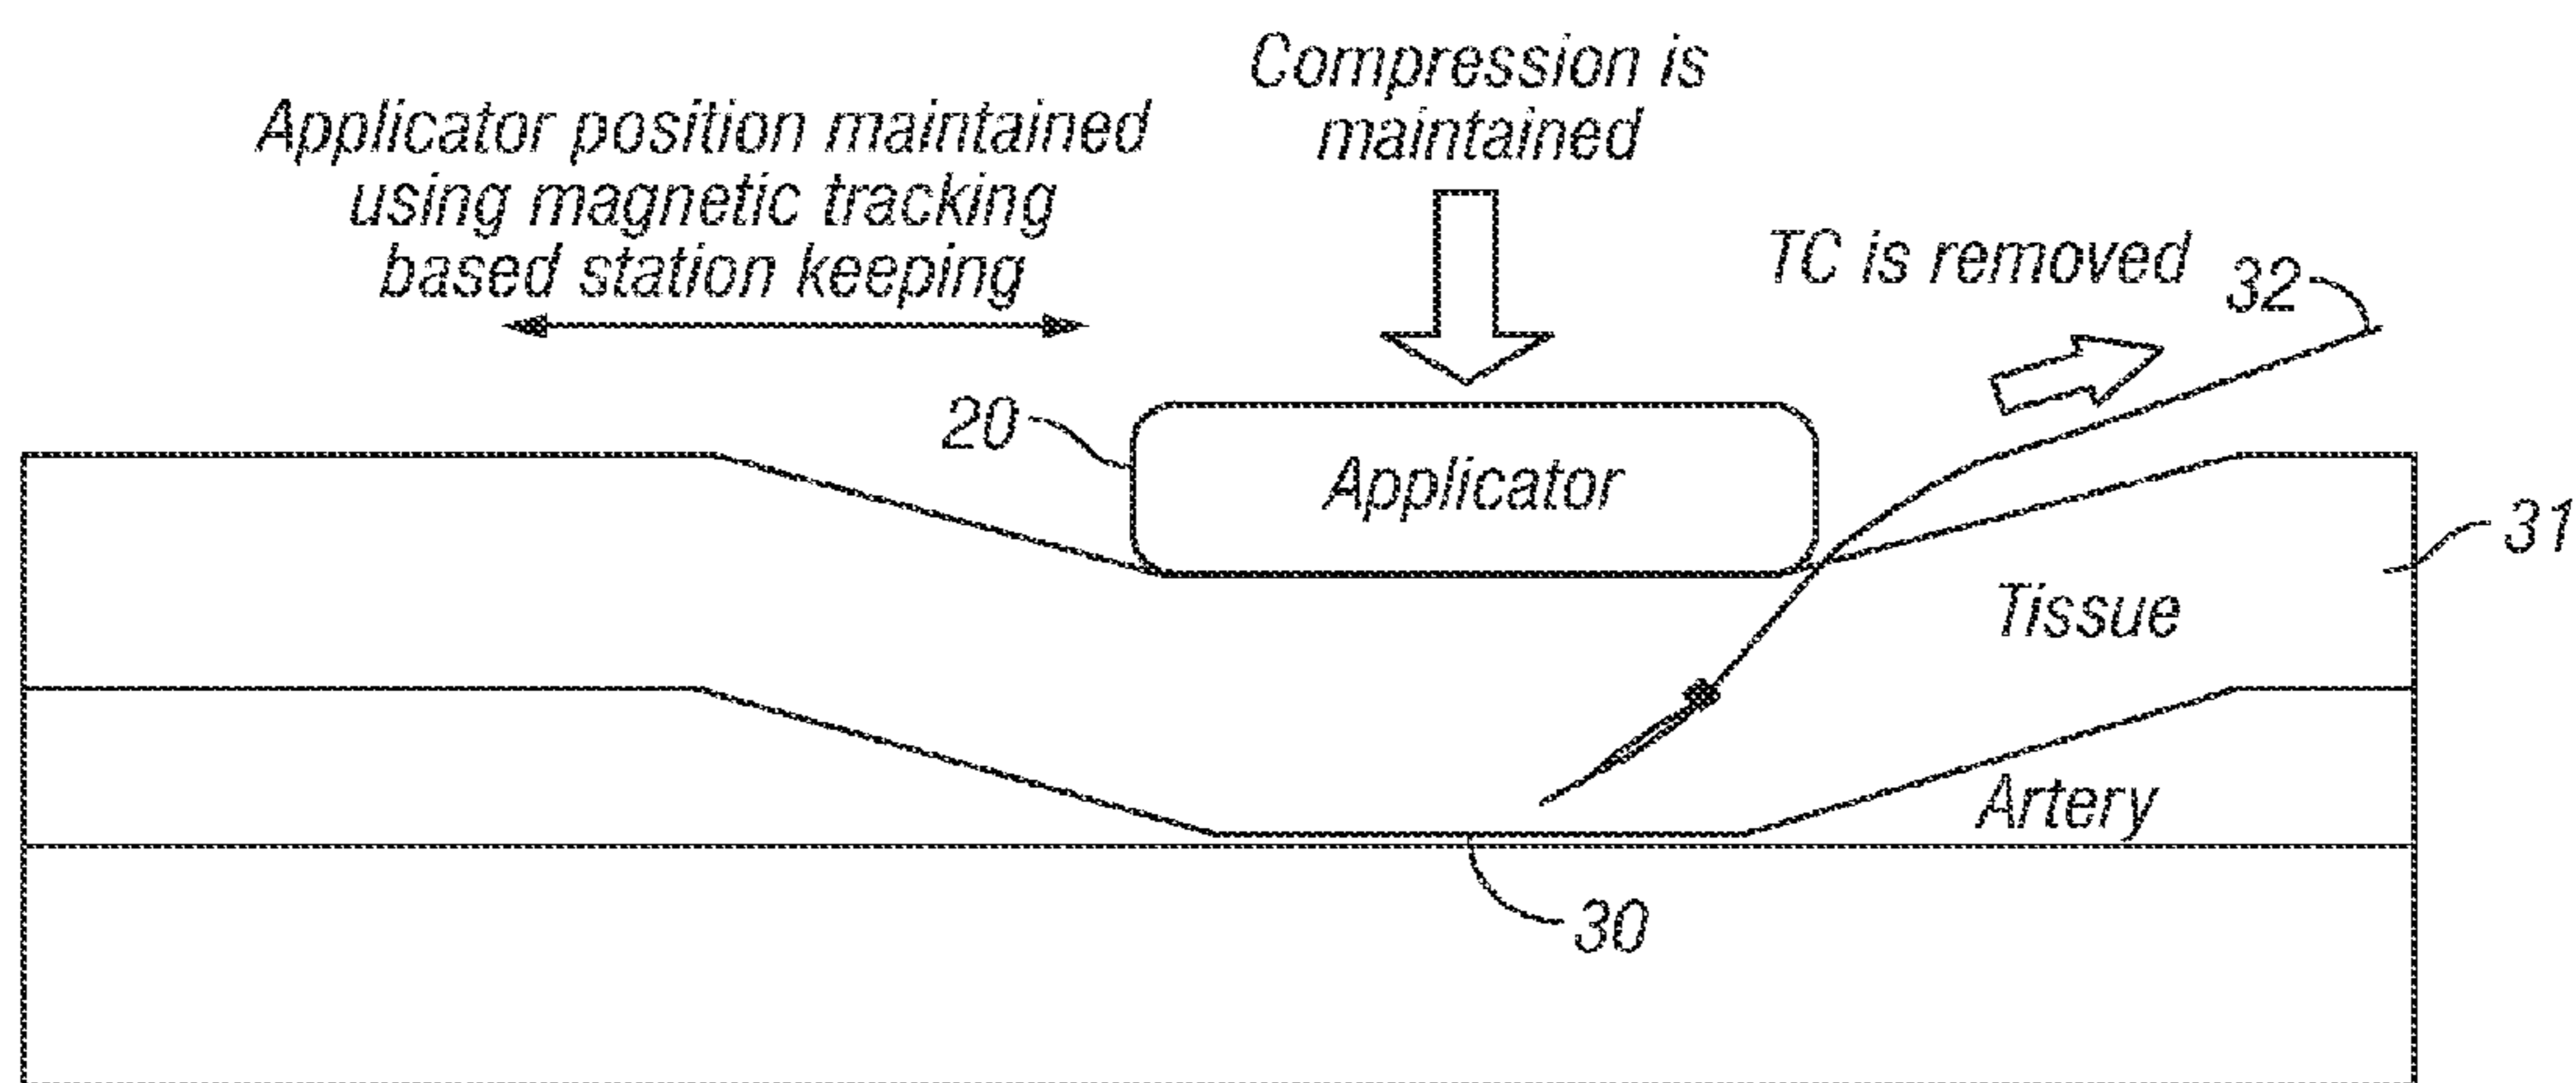 Compression is
maintained
Applicator position maintained
using magnetic tracking
based station keeping
TC is removed
32
20
Applicator
31
Tissue
Artery
30